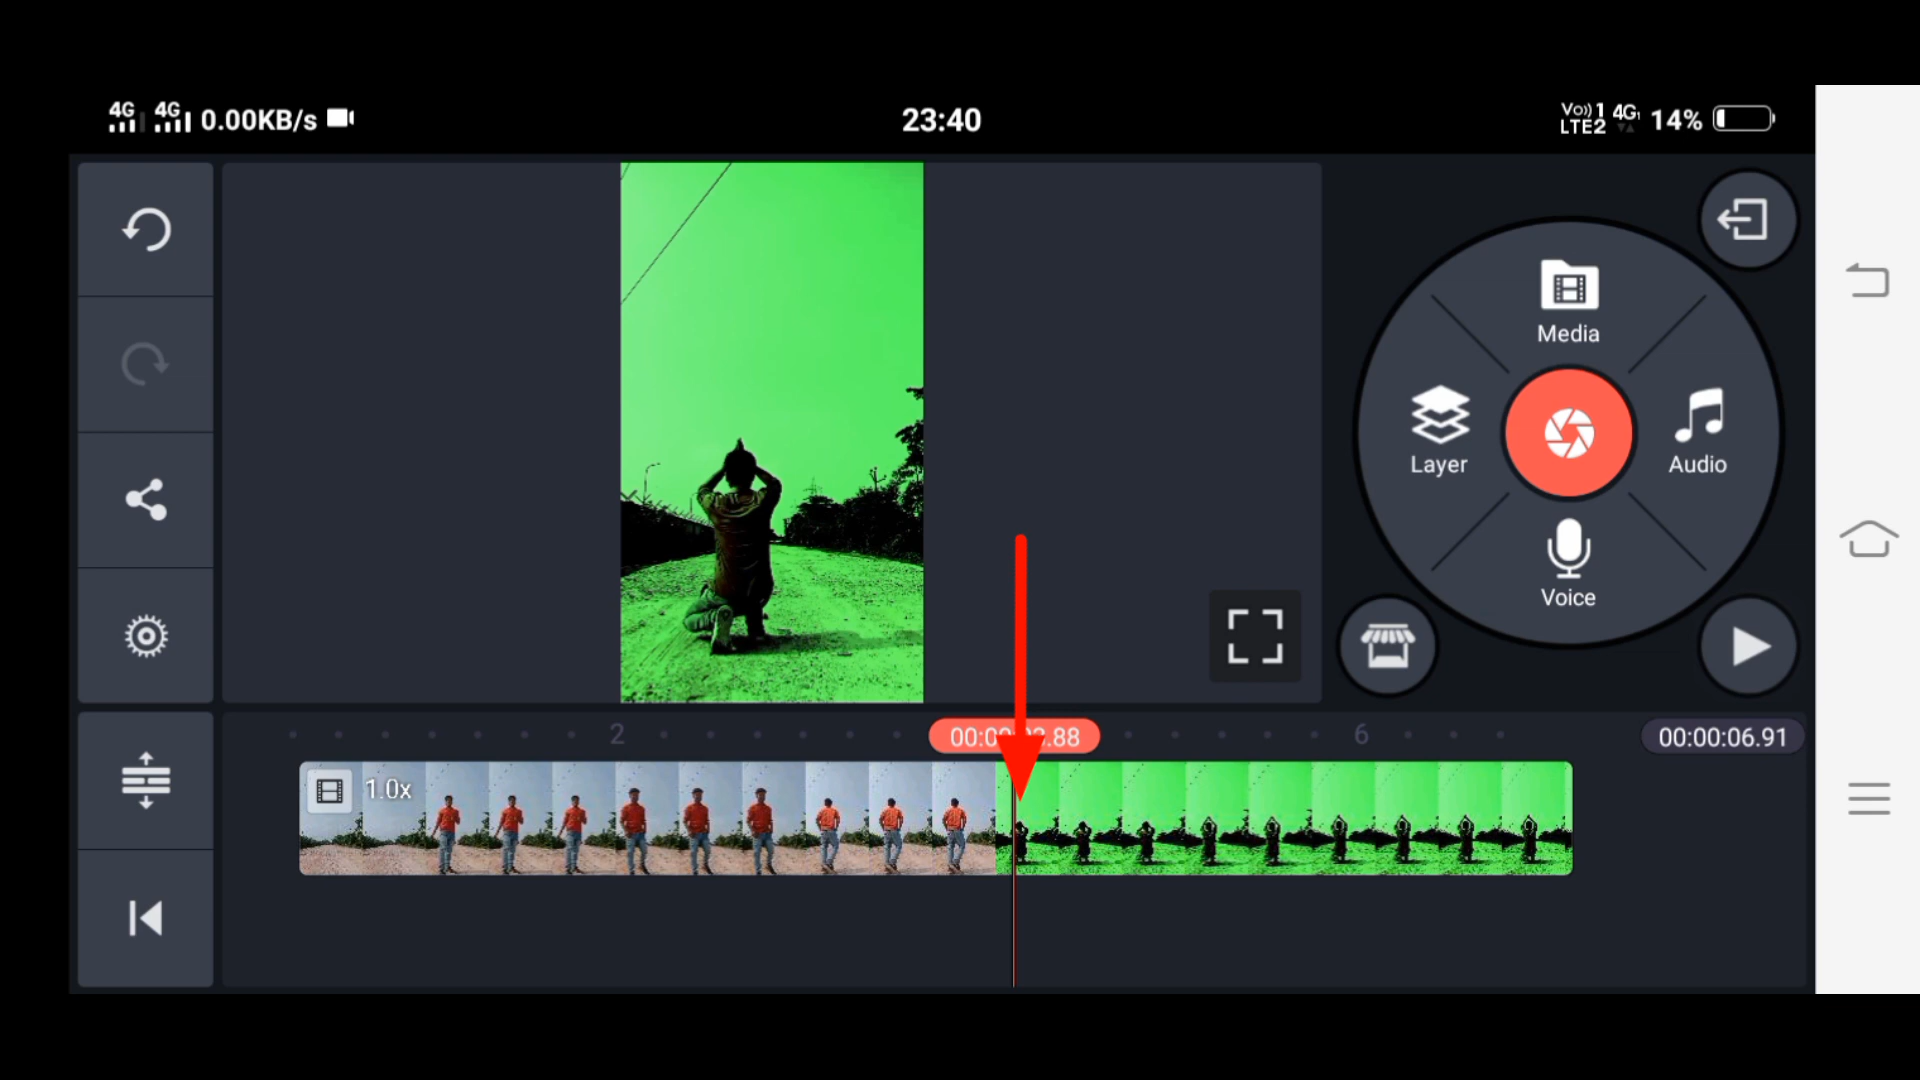 4G 4G 0.00KB/s
23:40
Vo)) 1 4G
LTE2 14%
Media
Layer
Audio
Voice
2
6
00:00:06.91
1.0x